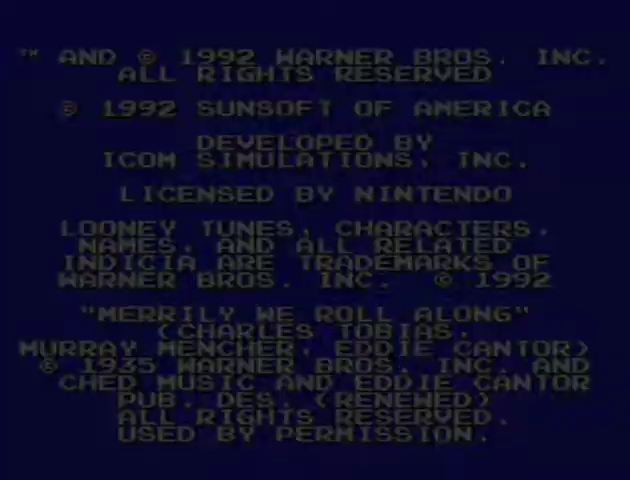 ™ AND © 1992 WARNER BROS. INC.
ALL RIGHTS RESERVED
© 1992 SUNSOFT OF AMERICA
DEVELOPED BY
ICOM SIMULATIONS, INC.
LICENSED BY NINTENDO
LOONEY TUNES, CHARACTERS,
NAMES, AND ALL RELATED
INDICIA ARE TRADEMARKS OF
WARNER BROS. INC. © 1992
"MERRILY WE ROLL ALONG"
(CHARLES TOBIAS,
MURRAY MENCHER, EDDIE CANTOR)
© 1935 WARNER BROS. INC. AND
CHED MUSIC AND EDDIE CANTOR
PUB. DES. (RENEWED)
ALL RIGHTS RESERVED.
USED BY PERMISSION.